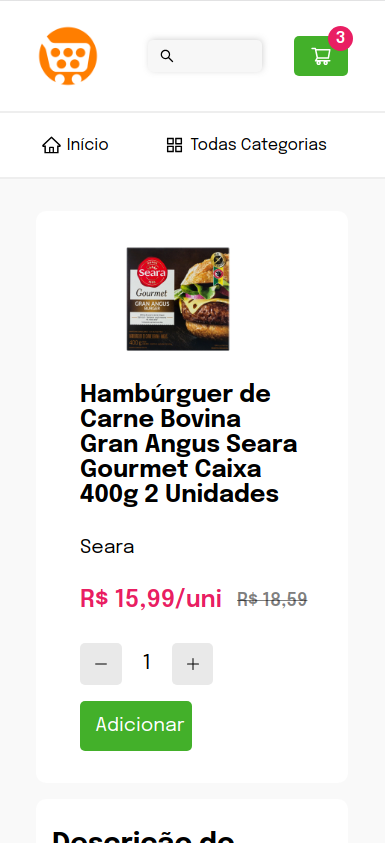 3
Início
Todas Categorias
Seara
Gourmet
GRAN ANGUS
Hambúrguer de
Carne Bovina
Gran Angus Seara
Gourmet Caixa
400g 2 Unidades
Seara
R$ 15,99/uni R$ 18,59
1
Adicionar
Descrição do